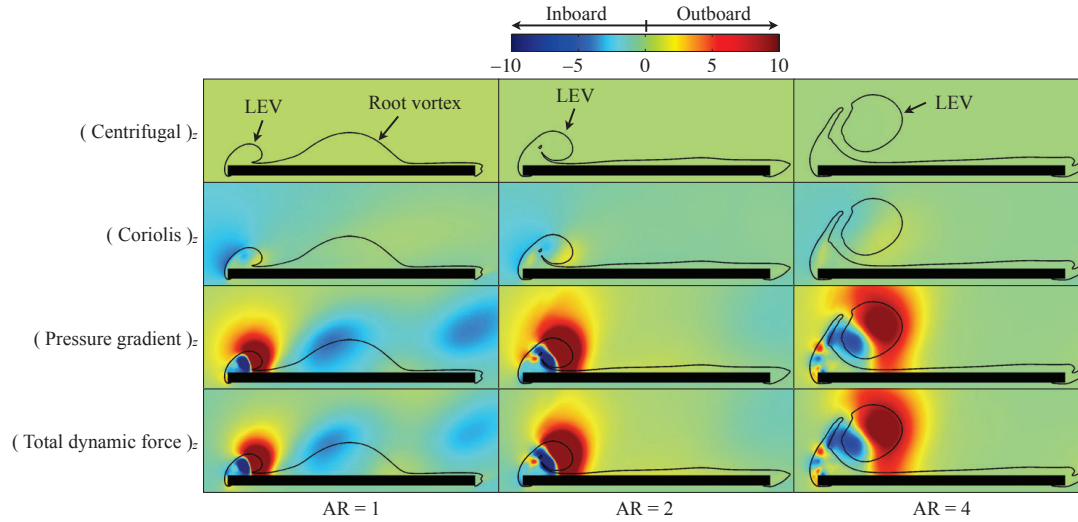 Inboard Outboard
−10 −5 0 5 10
LEV Root vortex LEV LEV
( Centrifugal )z
( Coriolis )z
( Pressure gradient )z
( Total dynamic force )z
AR = 1 AR = 2 AR = 4